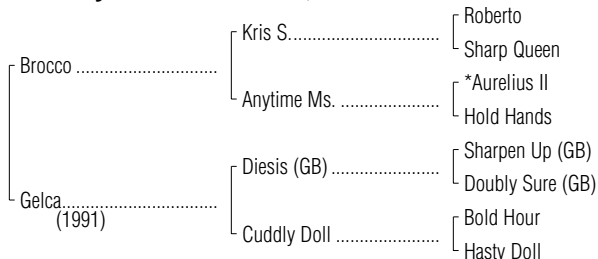 Roberto
Kris S.
Sharp Queen
Brocco
*Aurelius II
Anytime Ms.
Hold Hands
Sharpen Up (GB)
Diesis (GB)
Doubly Sure (GB)
Gelca
(1991)
Bold Hour
Cuddly Doll
Hasty Doll